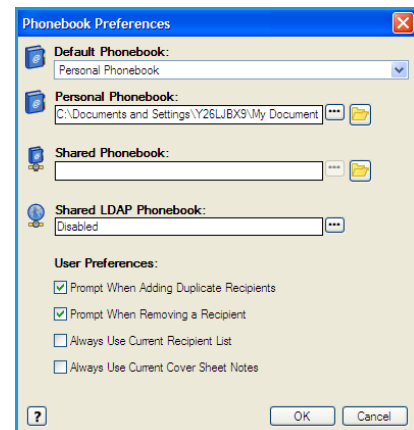 Phonebook Preferences
Default Phonebook:
Personal Phonebook
Personal Phonebook:
C:\Documents and Settings\Y26LJBX9\My Document
Shared Phonebook:
Shared LDAP Phonebook:
Disabled
User Preferences:
Prompt When Adding Duplicate Recipients
Prompt When Removing a Recipient
Always Use Current Recipient List
Always Use Current Cover Sheet Notes
? OK Cancel